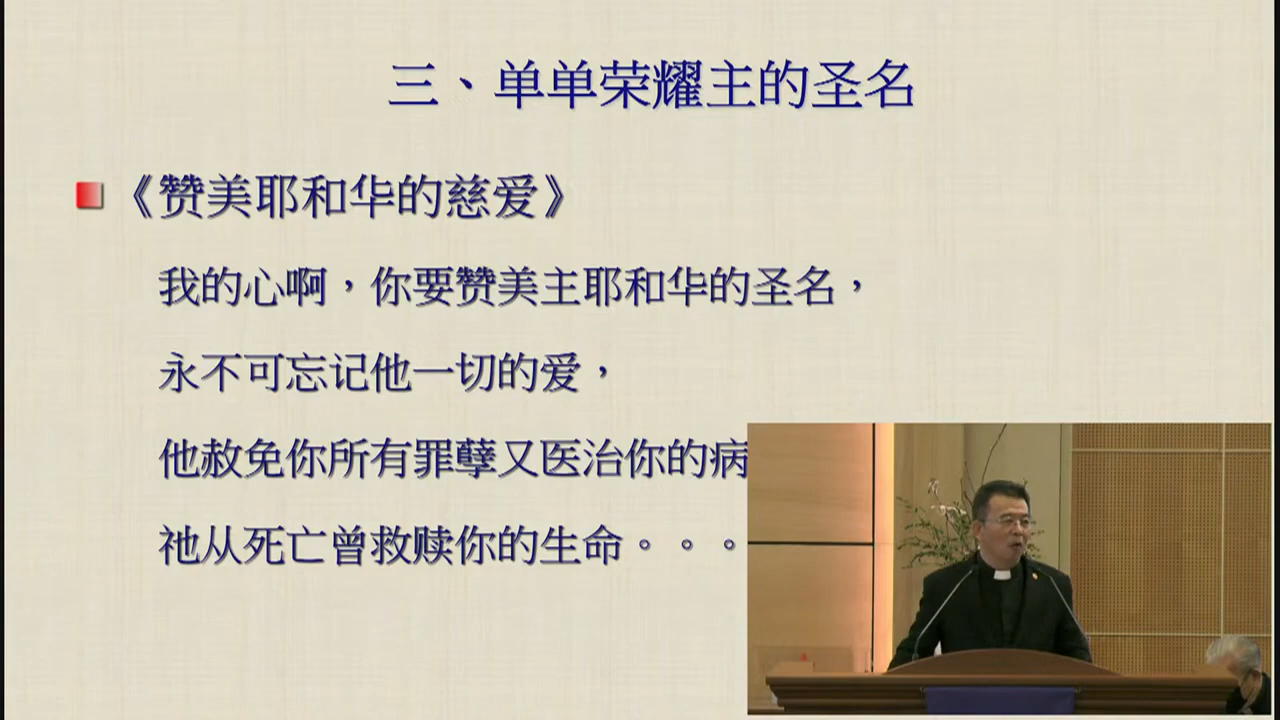 三、单单荣耀主的圣名
《赞美耶和华的慈爱》
我的心啊，你要赞美主耶和华的圣名，
永不可忘记他一切的爱，
他赦免你所有罪孽又医治你的病
祂从死亡曾救赎你的生命。。。